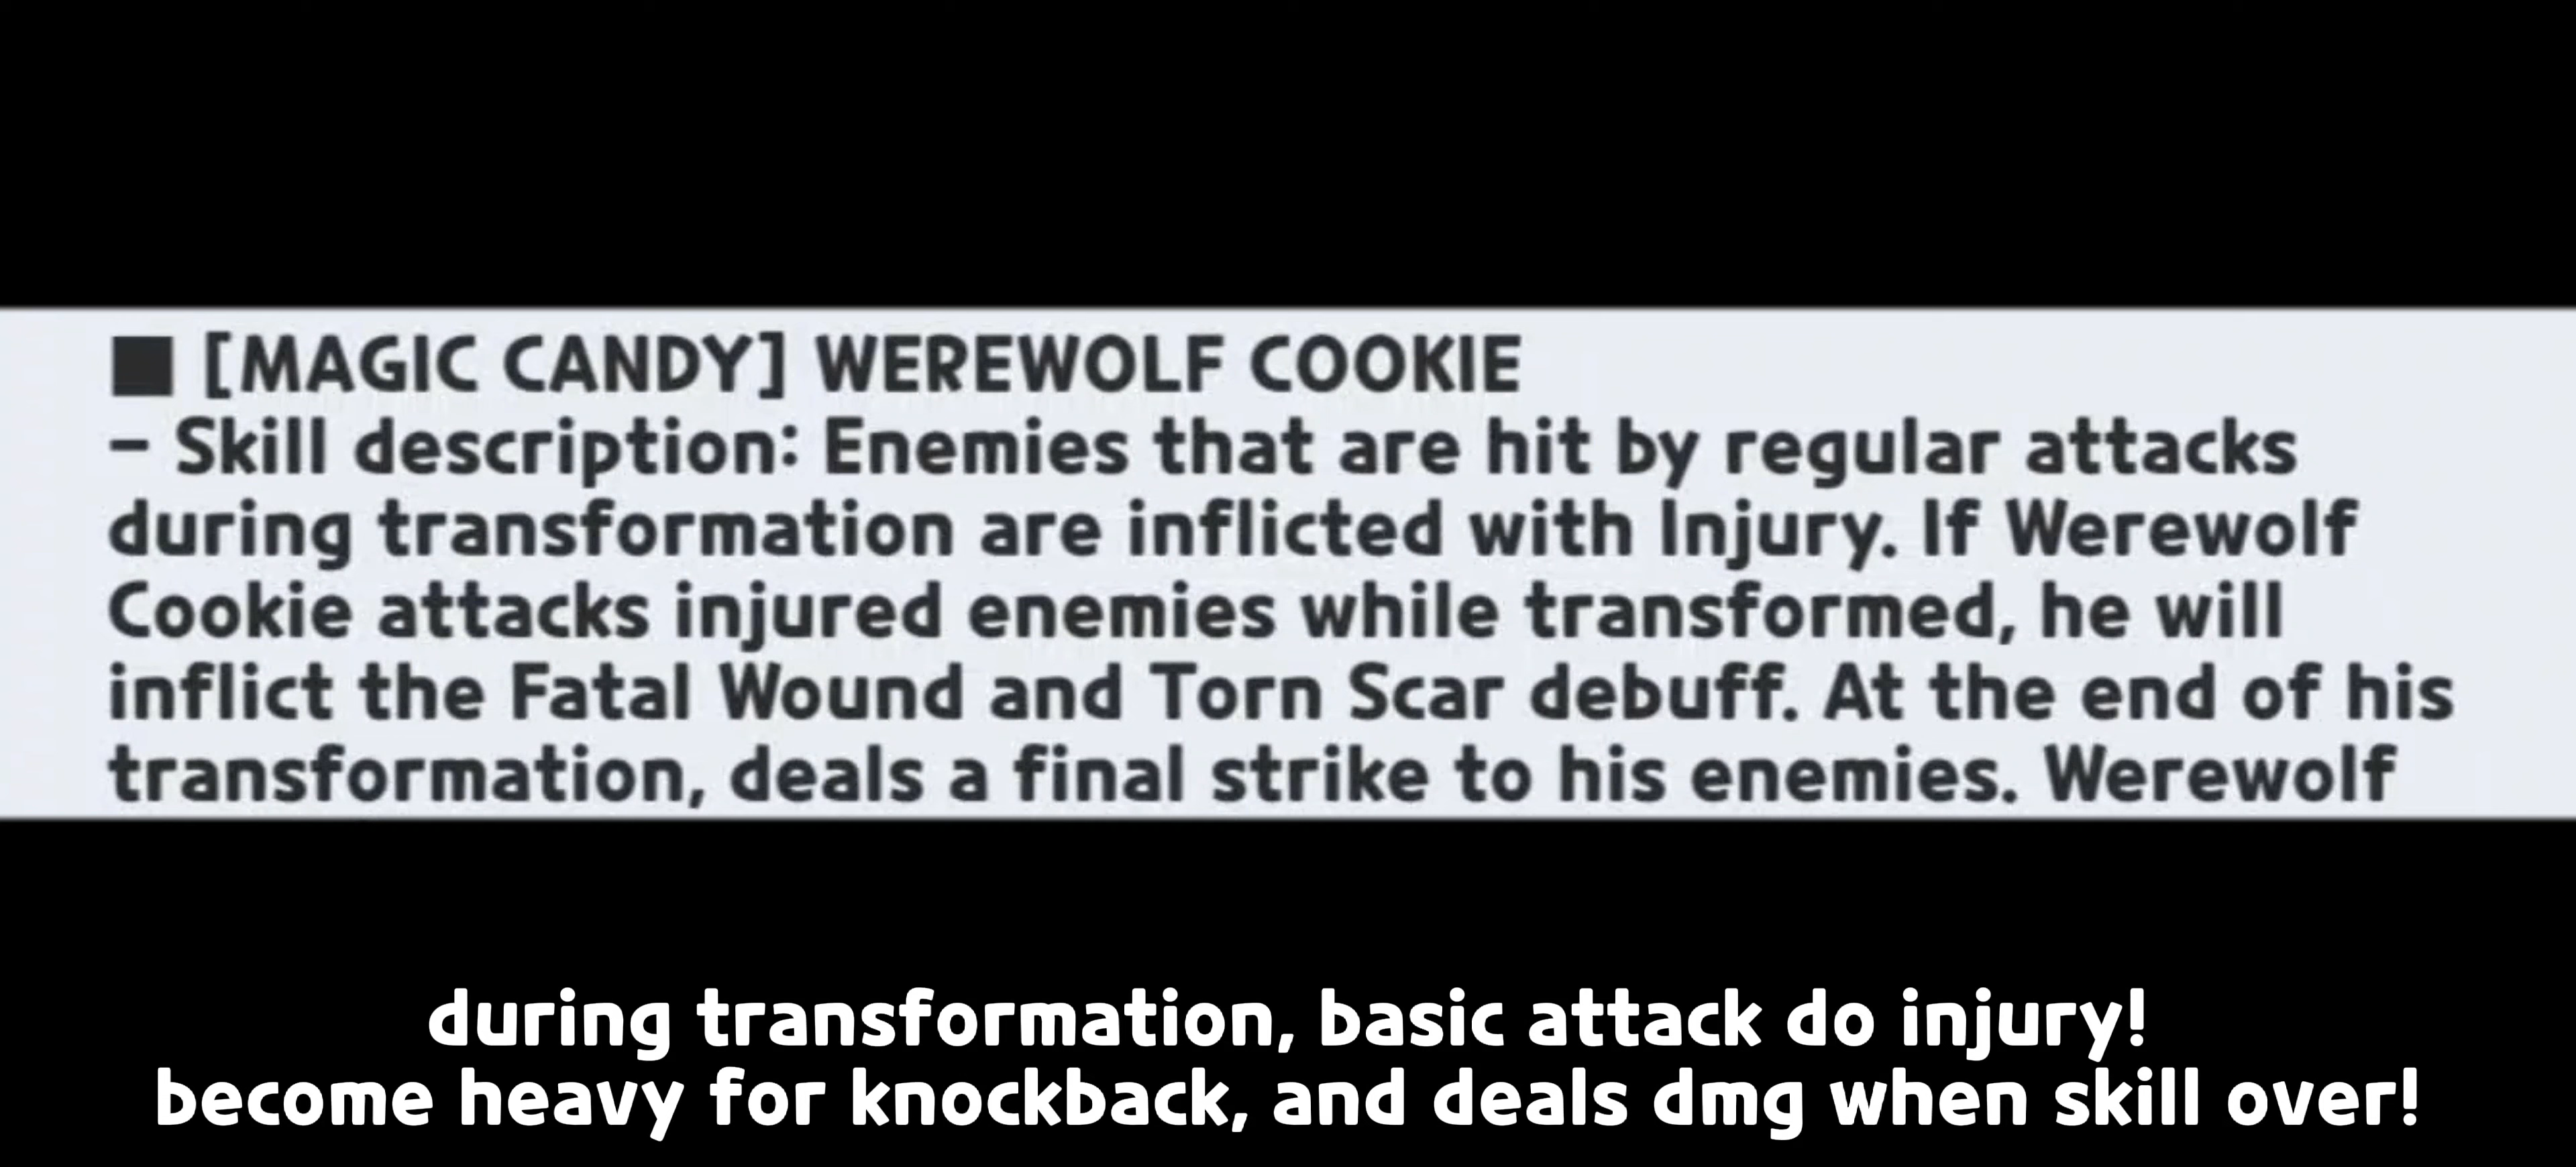 ■ [MAGIC CANDY] WEREWOLF COOKIE
- Skill description: Enemies that are hit by regular attacks
during transformation are inflicted with Injury. If Werewolf
Cookie attacks injured enemies while transformed, he will
inflict the Fatal Wound and Torn Scar debuff. At the end of his
transformation, deals a final strike to his enemies. Werewolf
during transformation, basic attack do injury!
become heavy for knockback, and deals dmg when skill over!